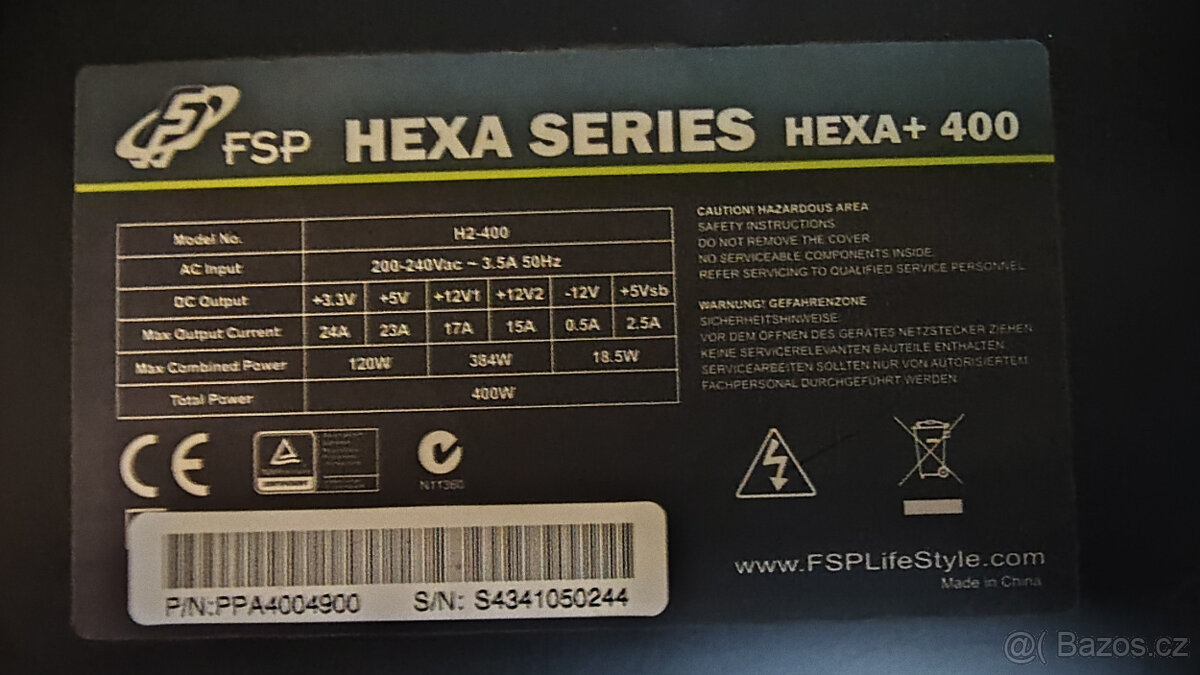 FSP HEXA SERIES HEXA+ 400
Model No. H2-400
AC Input 200-240Vac ~ 3.5A 50Hz
DC Output +3.3V +5V +12V1 +12V2 -12V +5Vsb
Max Output Current 24A 23A 17A 15A 0.5A 2.5A
Max Combined Power 120W 384W 18.5W
Total Power 400W
CAUTION! HAZARDOUS AREA
SAFETY INSTRUCTIONS
DO NOT REMOVE THE COVER.
NO SERVICEABLE COMPONENTS INSIDE.
REFER SERVICING TO QUALIFIED SERVICE PERSONNEL.
WARNUNG! GEFAHRENZONE
SICHERHEITSHINWEISE:
VOR DEM ÖFFNEN DES GERÄTES NETZSTECKER ZIEHEN
KEINE SERVICERELEVANTEN BAUTEILE ENTHALTEN.
SERVICEARBEITEN SOLLTEN NUR VON AUTORISIERTEM
FACHPERSONAL DURCHGEFÜHRT WERDEN.
CE
N11360
P/N:PPA4004900 S/N: S4341050244
www.FSPLifeStyle.com
Made in China
@( Bazos.cz